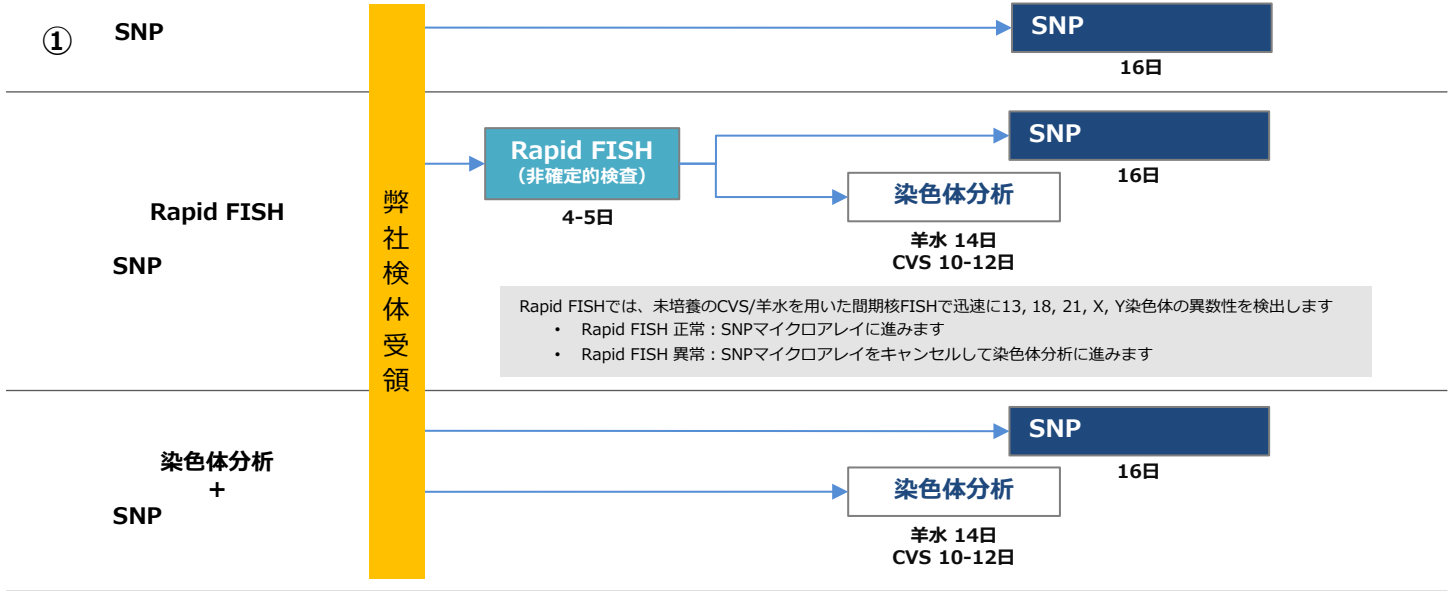 ①
SNP
SNP
16日
弊社検体受領
Rapid FISH
SNP
Rapid FISH
（非確定的検査）
4-5日
SNP
16日
染色体分析
羊水 14日
CVS 10-12日
Rapid FISHでは、未培養のCVS/羊水を用いた間期核FISHで迅速に13, 18, 21, X, Y染色体の異数性を検出します
• Rapid FISH 正常：SNPマイクロアレイに進みます
• Rapid FISH 異常：SNPマイクロアレイをキャンセルして染色体分析に進みます
染色体分析
+
SNP
SNP
16日
染色体分析
羊水 14日
CVS 10-12日